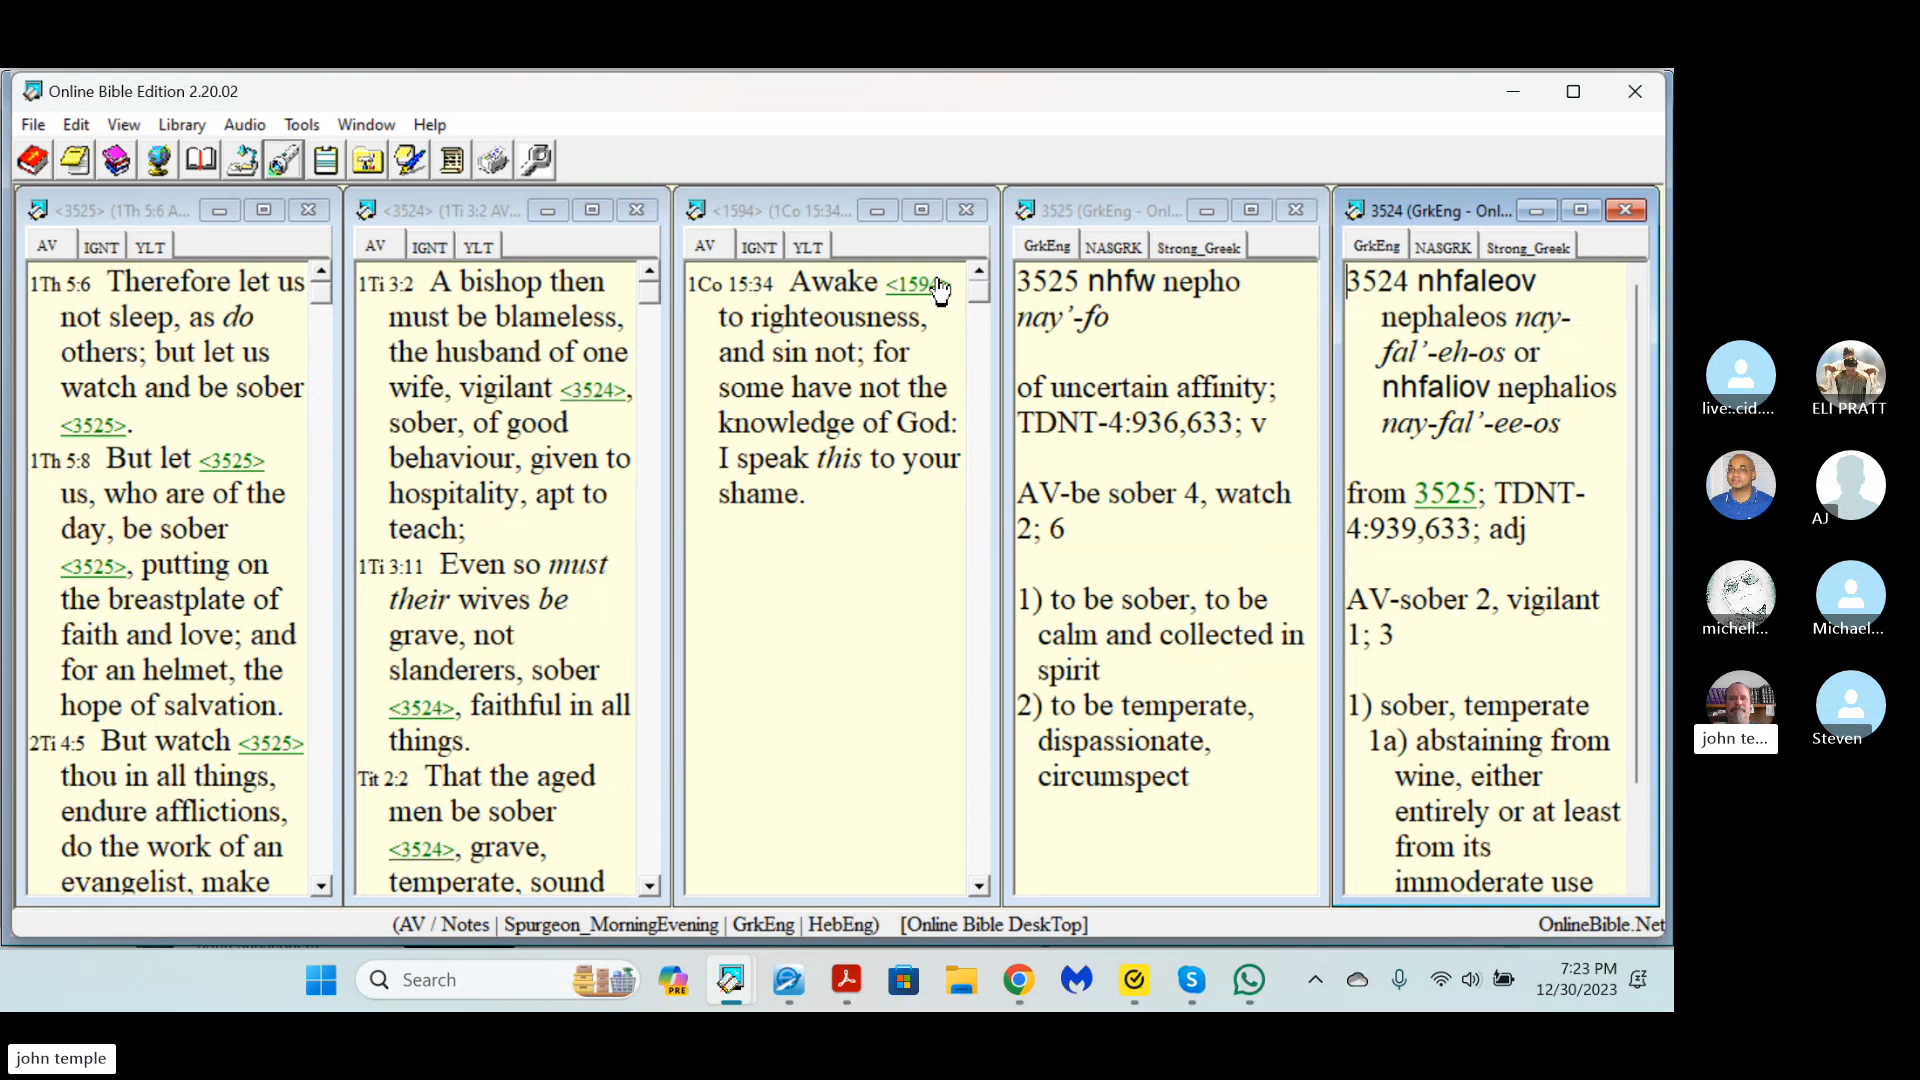 Online Bible Edition 2.20.02
File Edit View Library Audio Tools Window Help
<3525> (1Th 5:6 A...
AV IGNT YLT
1Th 5:6 Therefore let us
not sleep, as do
others; but let us
watch and be sober
<3525>.
1Th 5:8 But let <3525>
us, who are of the
day, be sober
<3525>, putting on
the breastplate of
faith and love; and
for an helmet, the
hope of salvation.
2Ti 4:5 But watch <3525>
thou in all things,
endure afflictions,
do the work of an
evangelist, make
<3524> (1Ti 3:2 AV...
AV IGNT YLT
1Ti 3:2 A bishop then
must be blameless,
the husband of one
wife, vigilant <3524>,
sober, of good
behaviour, given to
hospitality, apt to
teach;
1Ti 3:11 Even so must
their wives be
grave, not
slanderers, sober
<3524>, faithful in all
things.
Tit 2:2 That the aged
men be sober
<3524>, grave,
temperate, sound
<1594> (1Co 15:34...
AV IGNT YLT
1Co 15:34 Awake <1594>
to righteousness,
and sin not; for
some have not the
knowledge of God:
I speak this to your
shame.
3525 (GrkEng - Onl...
GrkEng NASGRK Strong_Greek
3525 nhfw nepho
nay’-fo
of uncertain affinity;
TDNT-4:936,633; v
AV-be sober 4, watch
2; 6
1) to be sober, to be
calm and collected in
spirit
2) to be temperate,
dispassionate,
circumspect
3524 (GrkEng - Onl...
GrkEng NASGRK Strong_Greek
3524 nhfaleov
nephaleos nay-
fal’-eh-os or
nhfaliov nephalios
nay-fal’-ee-os
from 3525; TDNT-
4:939,633; adj
AV-sober 2, vigilant
1; 3
1) sober, temperate
1a) abstaining from
wine, either
entirely or at least
from its
immoderate use
(AV / Notes | Spurgeon_MorningEvening | GrkEng | HebEng) [Online Bible DeskTop]
OnlineBible.Net
Search
PRE
7:23 PM
12/30/2023
live:.cid....
ELI PRATT
AJ
michell...
Michael...
john te...
Steven
john temple